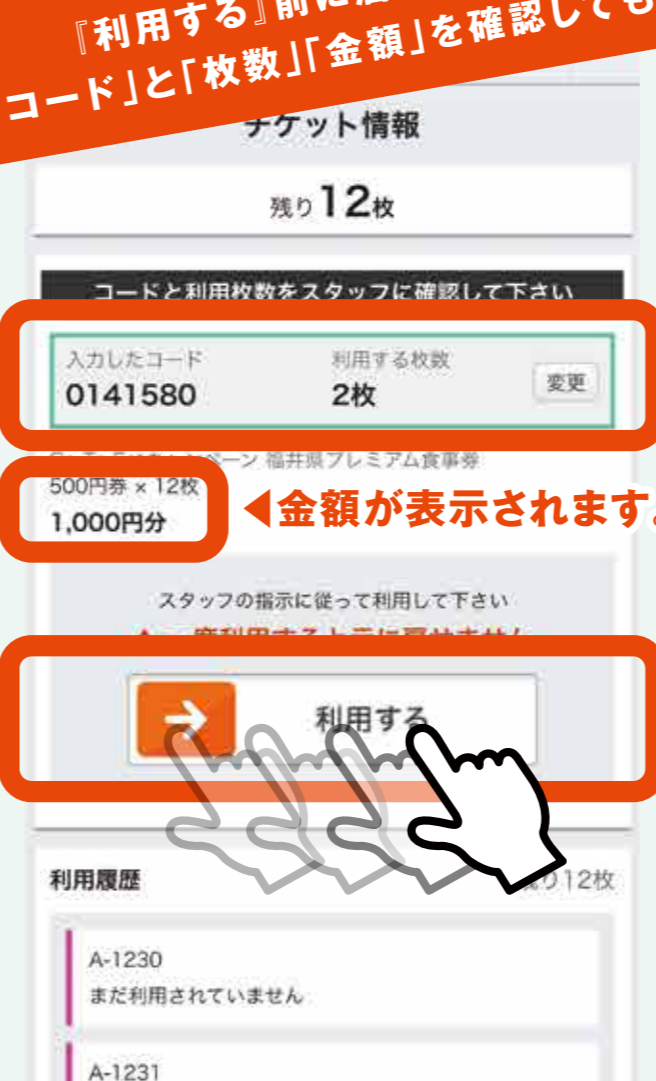 『利用する』前に
コード」と「枚数」「金額」を確認しても
チケット情報
残り12枚
コードと利用枚数をスタッフに確認して下さい
入力したコード 利用する枚数
0141580 2枚 変更
ーン 福井県プレミアム食事券
500円券 × 12枚
1,000円分 ◀金額が表示されます。
スタッフの指示に従って利用して下さい
利用する
利用履歴 残り12枚
A-1230
まだ利用されていません
A-1231